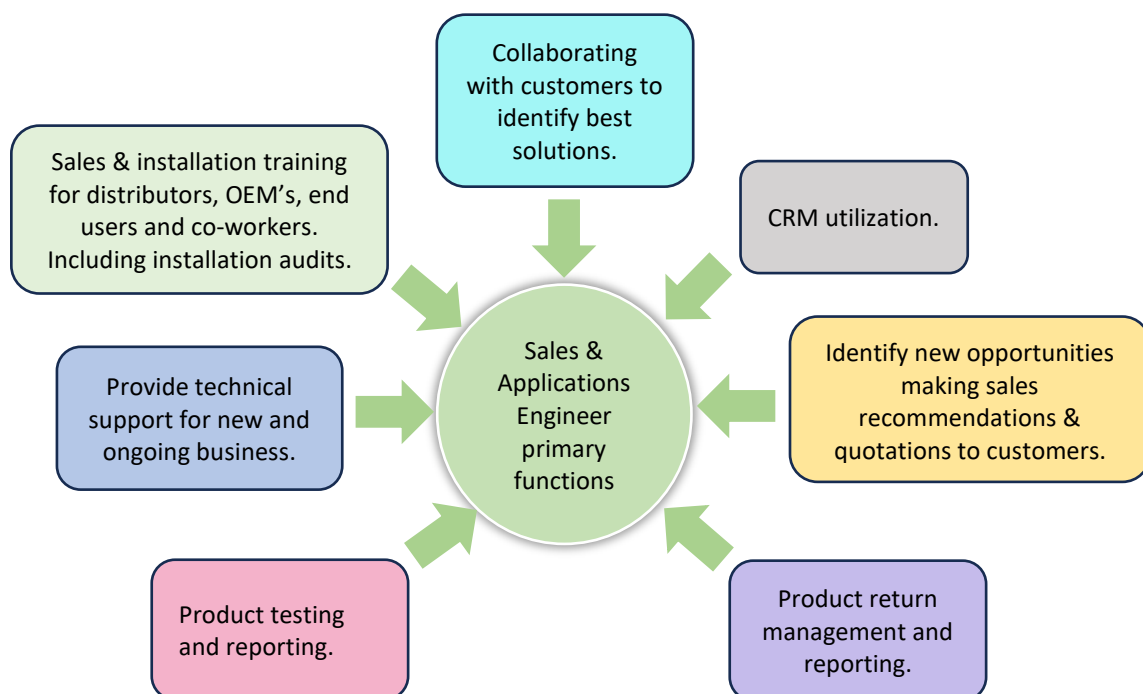 Collaborating
with customers to
identify best
solutions.
Sales & installation training
for distributors, OEM’s, end
users and co-workers.
Including installation audits.
CRM utilization.
Sales &
Applications
Engineer
primary
functions
Provide technical
support for new and
ongoing business.
Identify new opportunities
making sales
recommendations &
quotations to customers.
Product testing
and reporting.
Product return
management and
reporting.